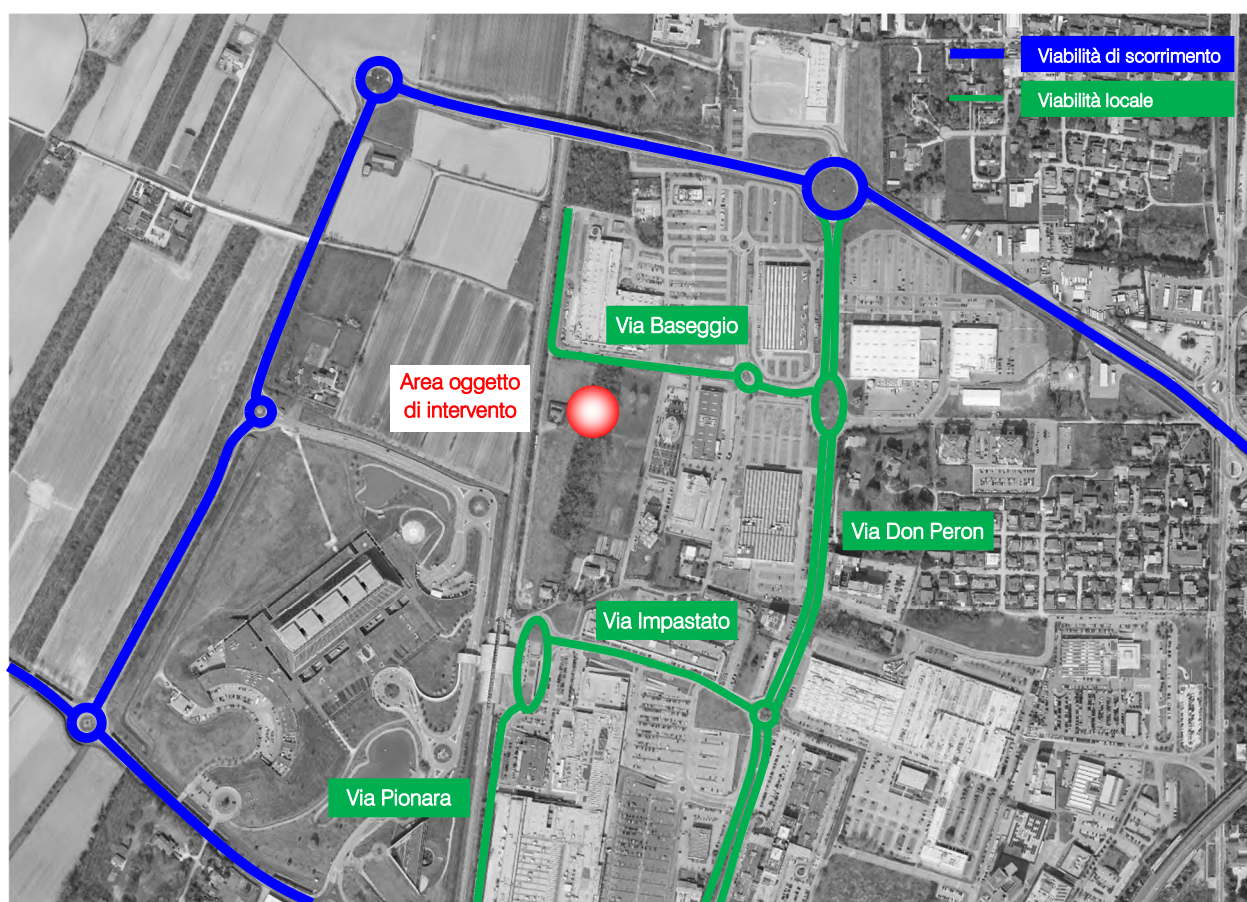 Viabilità di scorrimento
Viabilità locale
Via Baseggio
Area oggetto
di intervento
Via Don Peron
Via Impastato
Via Pionara